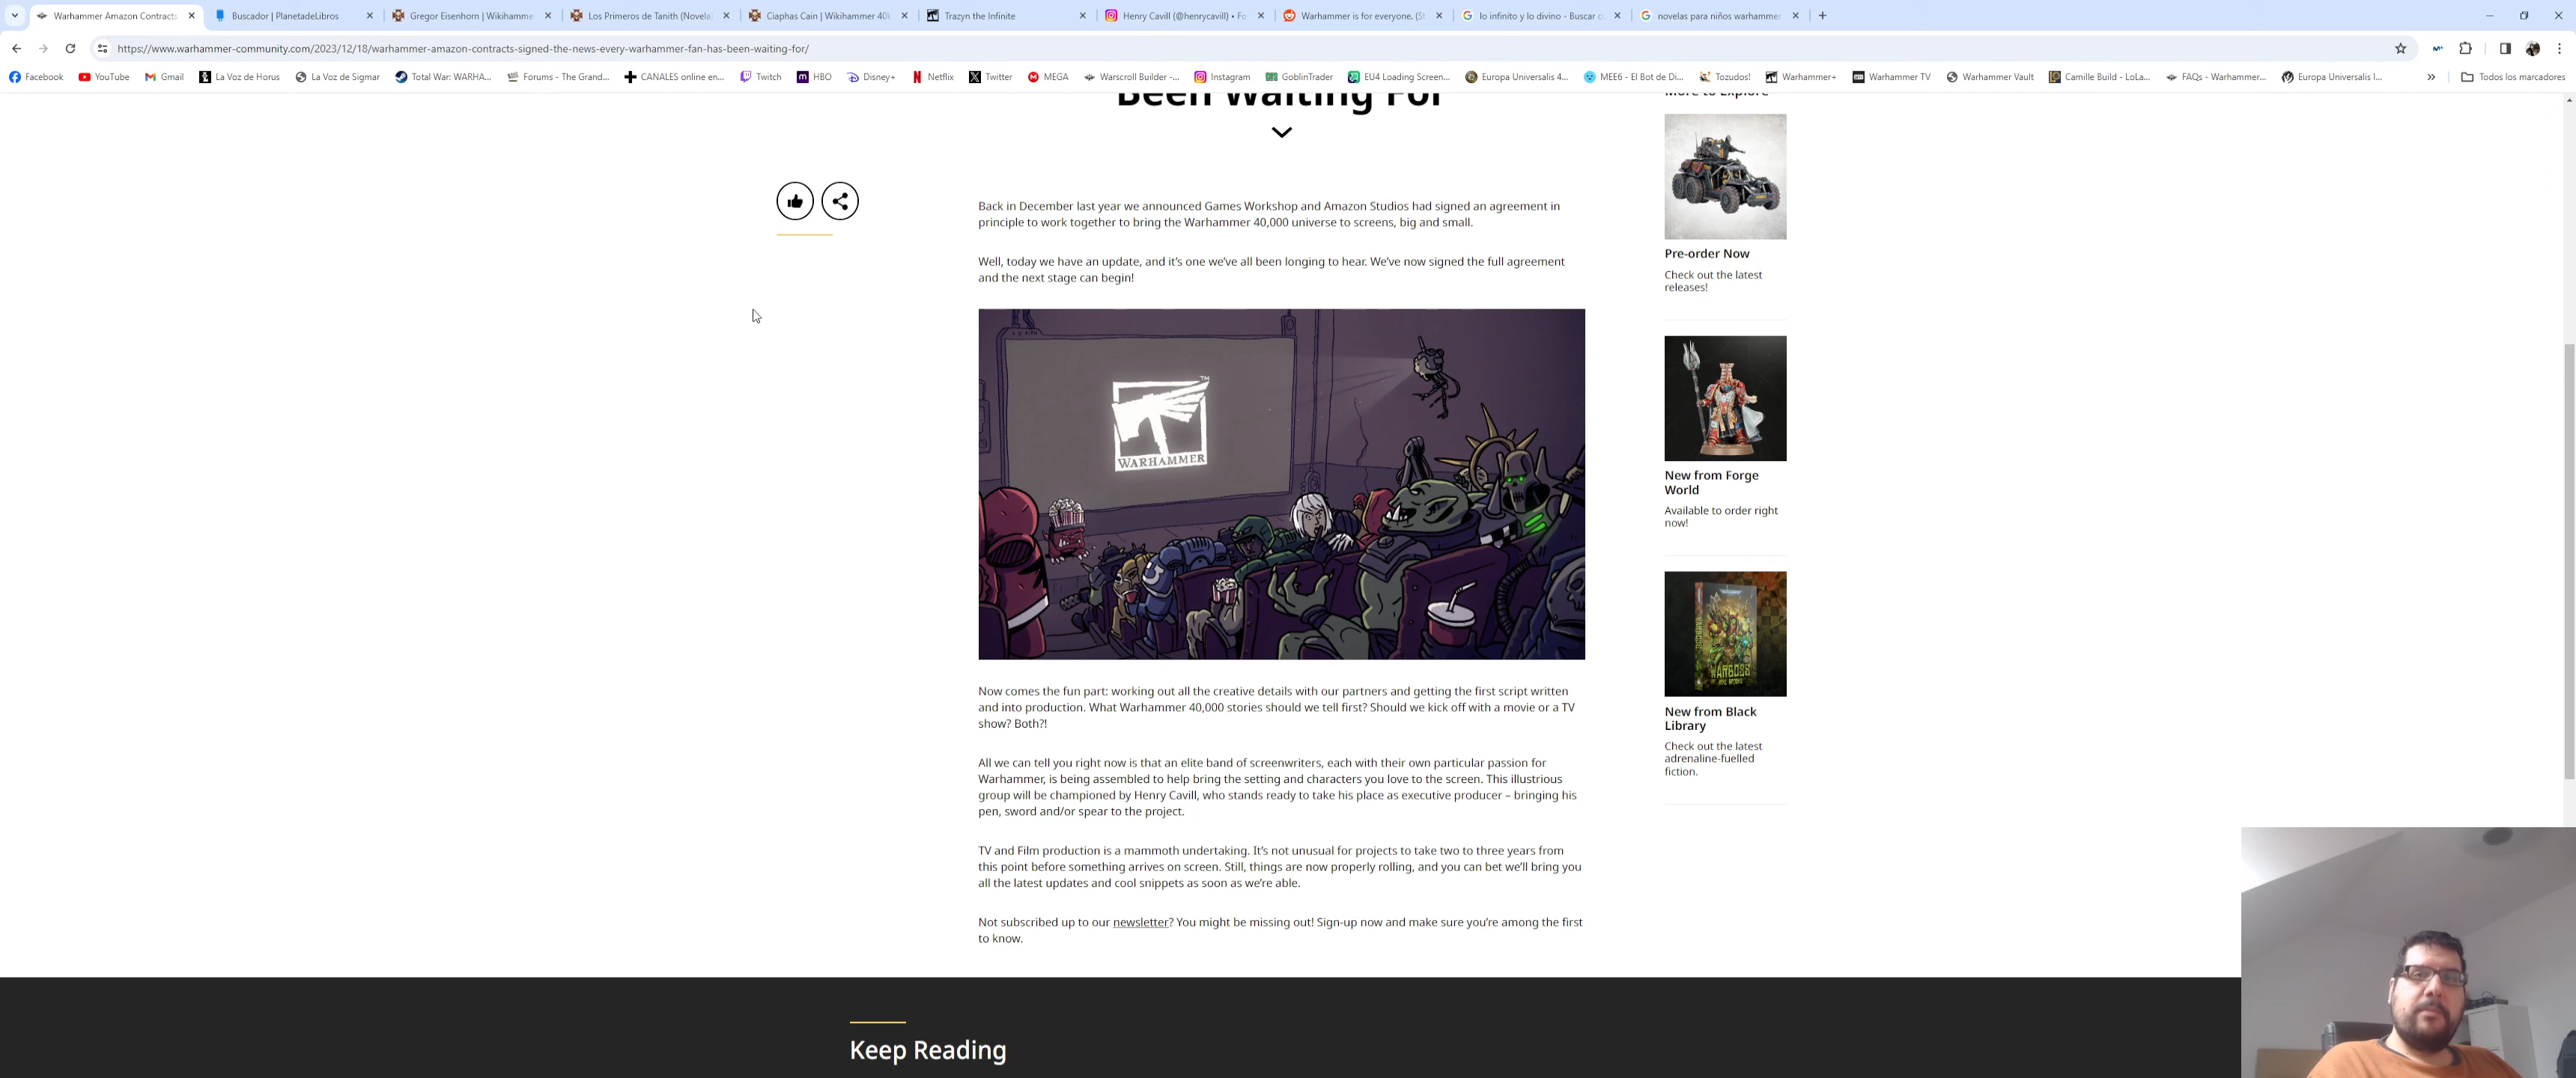 Warhammer Amazon Contracts
Buscador | PlanetadeLibros
Gregor Eisenhorn | Wikihamme
Los Primeros de Tanith (Novela)
Ciaphas Cain | Wikihammer 40k
Trazyn the Infinite
Henry Cavill (@henrycavill) • Fo
Warhammer is for everyone. (St
lo infinito y lo divino - Buscar c
novelas para niños warhammer
https://www.warhammer-community.com/2023/12/18/warhammer-amazon-contracts-signed-the-news-every-warhammer-fan-has-been-waiting-for/
Facebook
YouTube
Gmail
La Voz de Horus
La Voz de Sigmar
Total War: WARHA...
Forums - The Grand...
CANALES online en...
Twitch
HBO
Disney+
Netflix
Twitter
MEGA
Warscroll Builder -...
Instagram
GoblinTrader
EU4 Loading Screen...
Europa Universalis 4...
MEE6 - El Bot de Di...
Tozudos!
Warhammer+
Warhammer TV
Warhammer Vault
Camille Build - LoLa...
FAQs - Warhammer...
Europa Universalis I...
»
Todos los marcadores
Been Waiting For
More to Explore
Back in December last year we announced Games Workshop and Amazon Studios had signed an agreement in
principle to work together to bring the Warhammer 40,000 universe to screens, big and small.
Well, today we have an update, and it's one we've all been longing to hear. We've now signed the full agreement
and the next stage can begin!
WARHAMMER
TM
Now comes the fun part: working out all the creative details with our partners and getting the first script written
and into production. What Warhammer 40,000 stories should we tell first? Should we kick off with a movie or a TV
show? Both?!
All we can tell you right now is that an elite band of screenwriters, each with their own particular passion for
Warhammer, is being assembled to help bring the setting and characters you love to the screen. This illustrious
group will be championed by Henry Cavill, who stands ready to take his place as executive producer – bringing his
pen, sword and/or spear to the project.
TV and Film production is a mammoth undertaking. It's not unusual for projects to take two to three years from
this point before something arrives on screen. Still, things are now properly rolling, and you can bet we'll bring you
all the latest updates and cool snippets as soon as we're able.
Not subscribed up to our newsletter? You might be missing out! Sign-up now and make sure you're among the first
to know.
Pre-order Now
Check out the latest
releases!
New from Forge
World
Available to order right
now!
WARBOSS
New from Black
Library
Check out the latest
adrenaline-fuelled
fiction.
Keep Reading